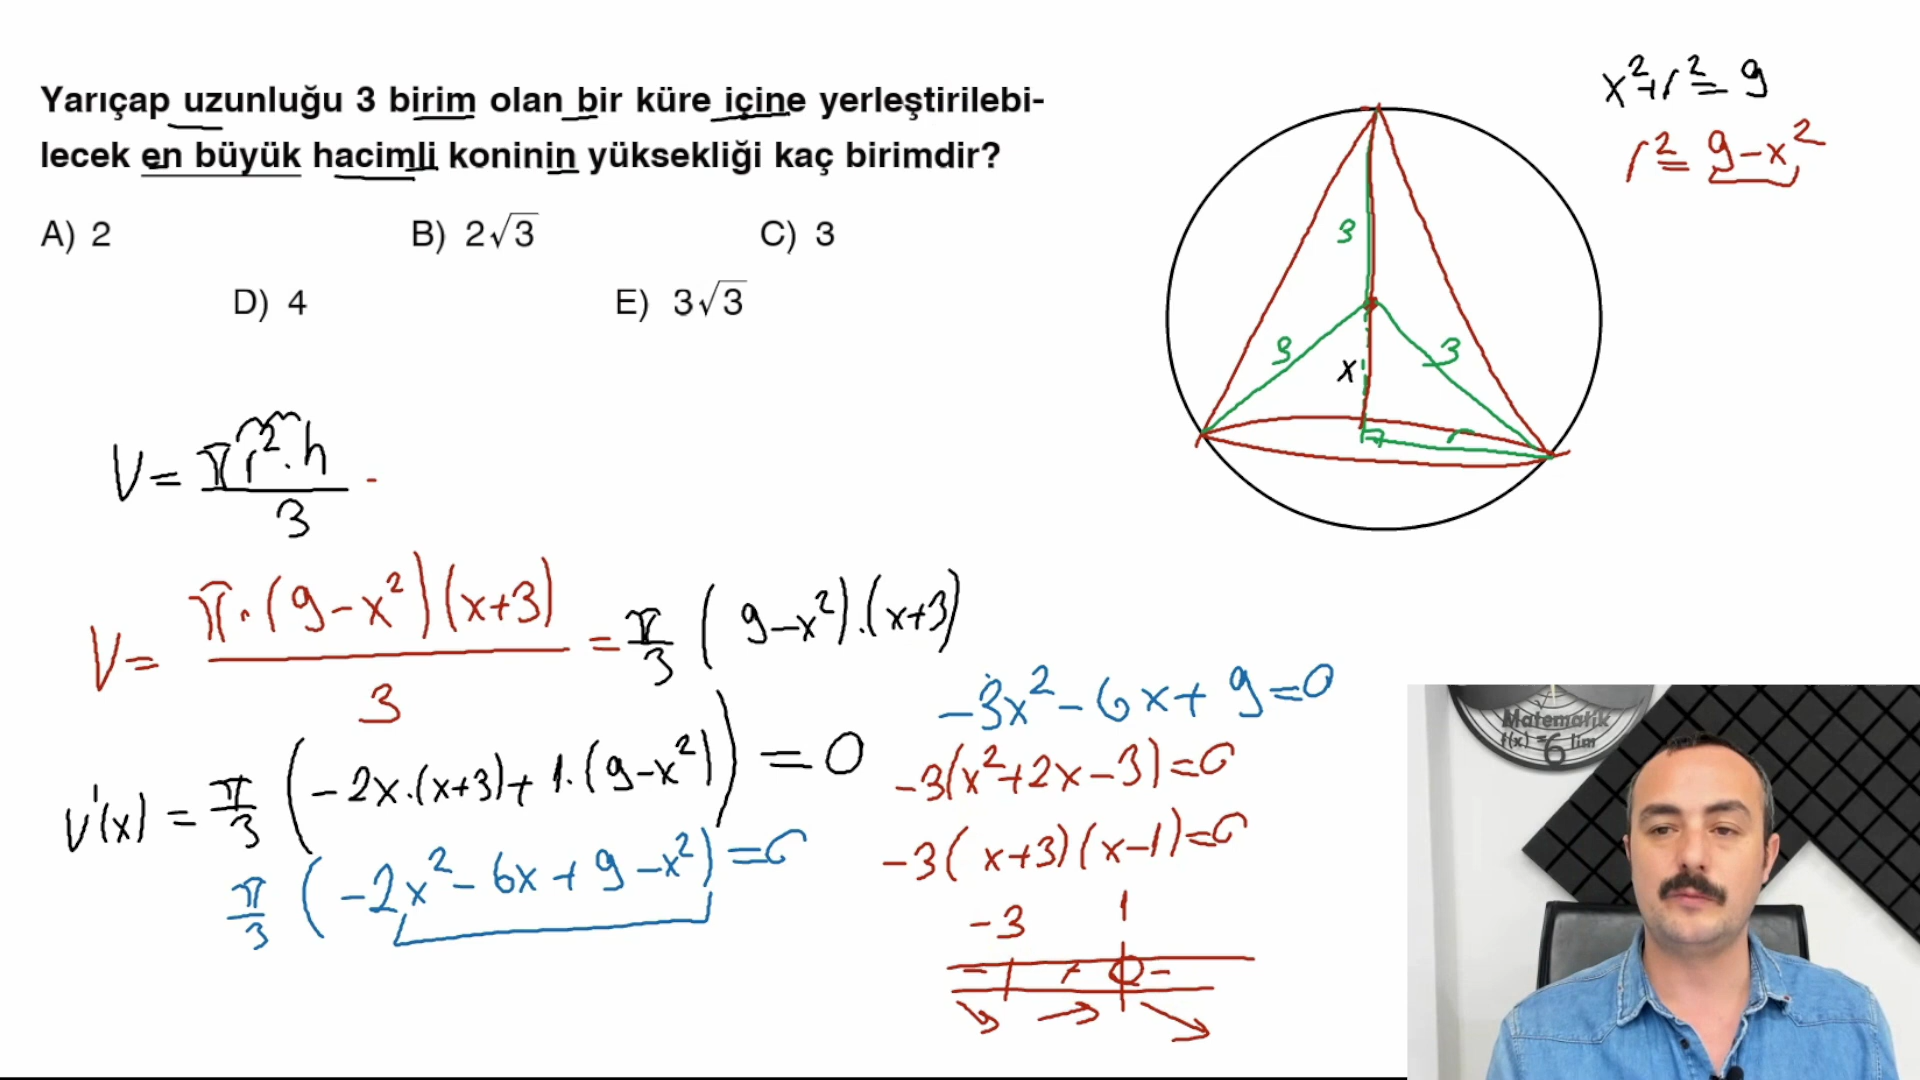 Yarıçap uzunluğu 3 birim olan bir küre içine yerleştirilebi-
lecek en büyük hacimli koninin yüksekliği kaç birimdir?
A) 2 B) 2√3 C) 3
D) 4 E) 3√3
x²+r²=9
r²=9-x²
3
3
3
x
r
V = πr².h / 3
V = π.(9-x²)(x+3) / 3 = π/3 (9-x²).(x+3)
V'(x) = π/3 (-2x.(x+3)+1.(9-x²)) = 0
π/3 (-2x²-6x+9-x²)=0
-3x²-6x+9=0
-3(x²+2x-3)=0
-3(x+3)(x-1)=0
-3 1
- + -
Matematik
f(x) = lim
6